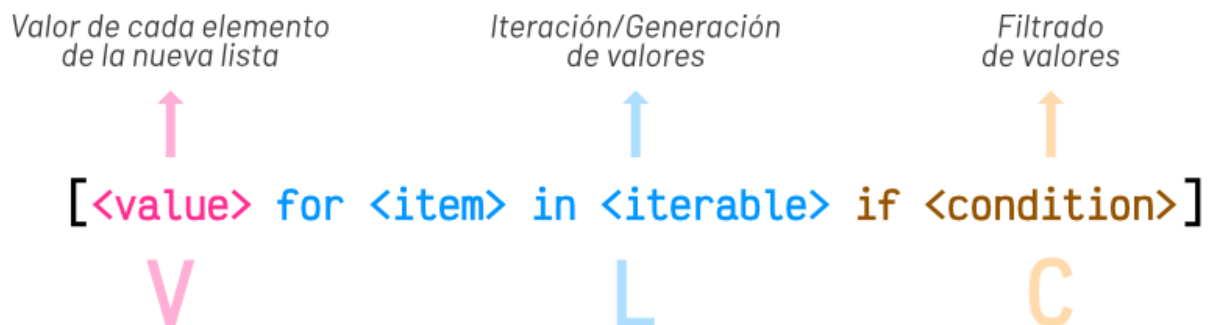 Valor de cada elemento
de la nueva lista
Iteración/Generación
de valores
Filtrado
de valores
[<value> for <item> in <iterable> if <condition>]
V
L
C